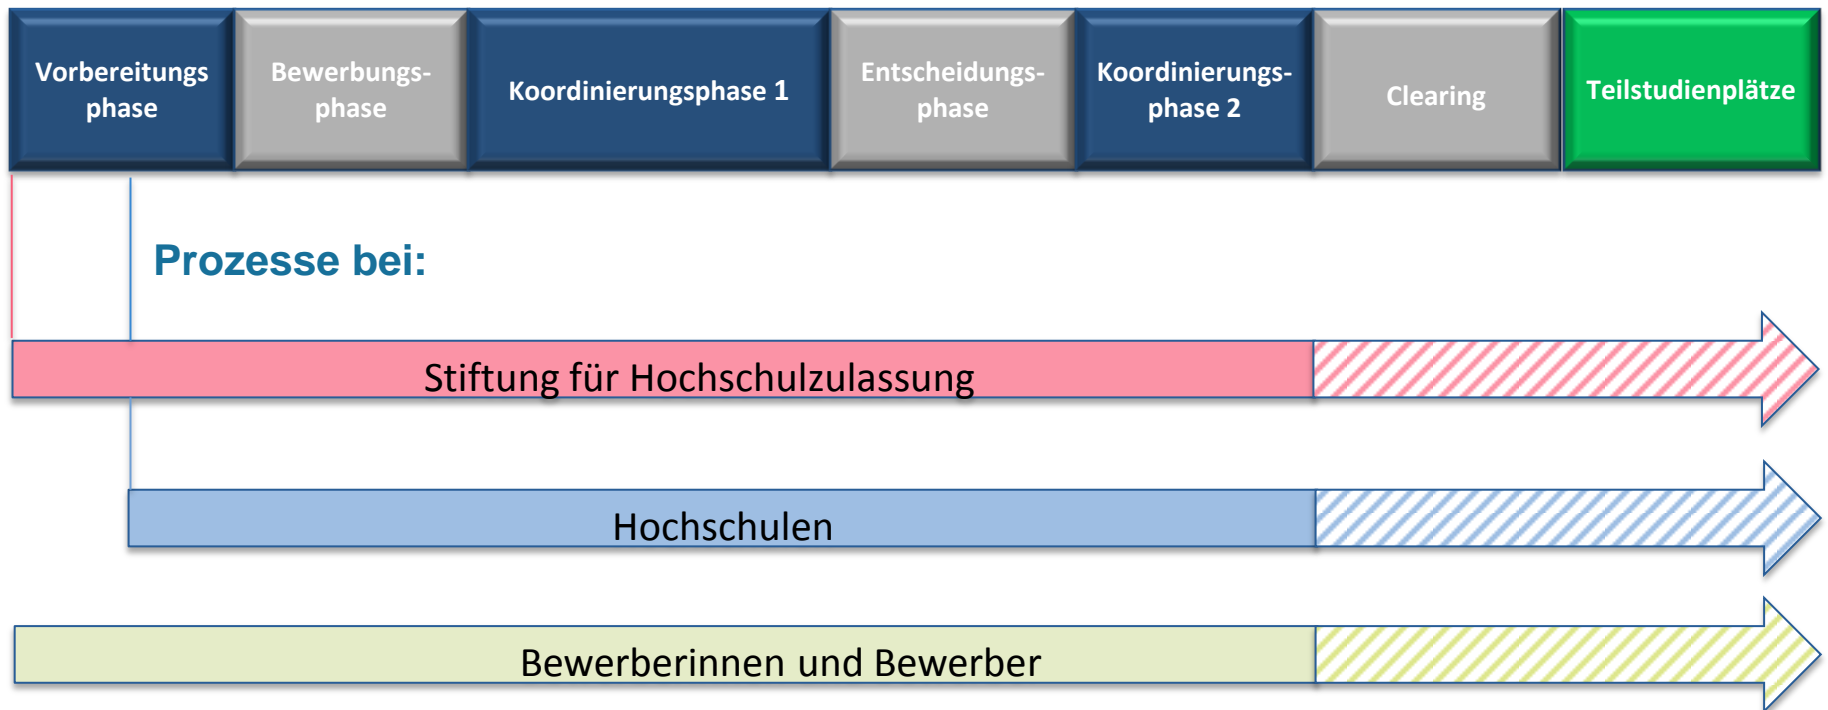 Vorbereitungs
phase
Bewerbungs-
phase
Koordinierungsphase 1
Entscheidungs-
phase
Koordinierungs-
phase 2
Clearing
Teilstudienplätze
Prozesse bei:
Stiftung für Hochschulzulassung
Hochschulen
Bewerberinnen und Bewerber